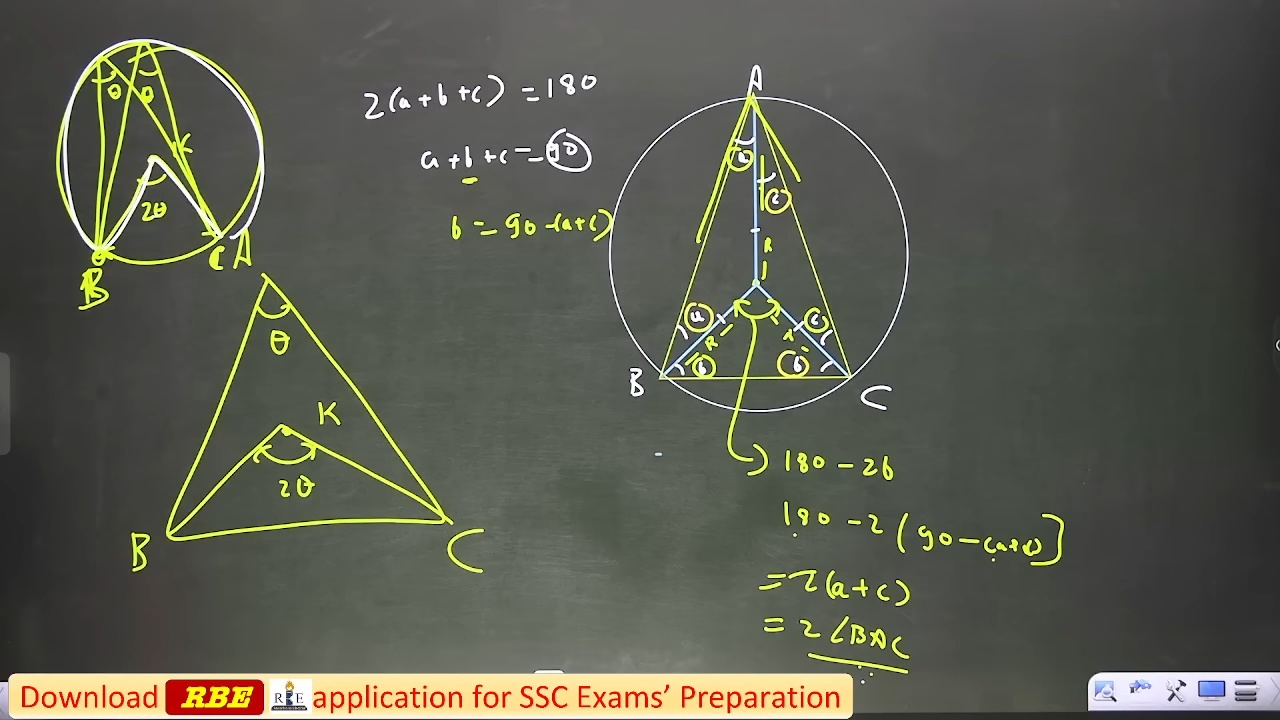 θ θ
K
2θ
B C
A
θ
K
2θ
B C
2(a+b+c) = 180
a+b+c = 90
b = 90-(a+c)
A
a
c
R
a c
R R
b b
B C
180 - 2b
180 - 2(90-(a+c)]
= 2(a+c)
= 2∠BAC
Download RBE RBE application for SSC Exams' Preparation